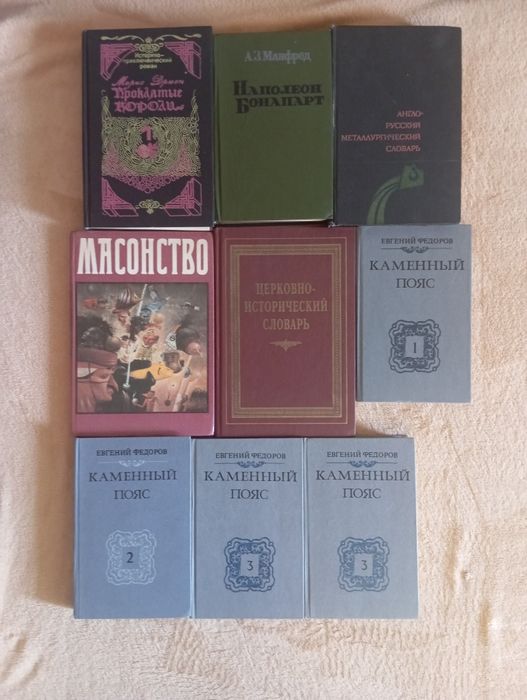 Историко-
приключенческий
роман
Морис Дрюон
Проклятые
короли
1
А.З.Манфред
Наполеон
Бонапарт
АНГЛО-
РУССКИЙ
МЕТАЛЛУРГИЧЕСКИЙ
СЛОВАРЬ
МАСОНСТВО
ЦЕРКОВНО-
ИСТОРИЧЕСКИЙ
СЛОВАРЬ
ЕВГЕНИЙ ФЕДОРОВ
КАМЕННЫЙ
ПОЯС
1
ЕВГЕНИЙ ФЕДОРОВ
КАМЕННЫЙ
ПОЯС
2
ЕВГЕНИЙ ФЕДОРОВ
КАМЕННЫЙ
ПОЯС
3
ЕВГЕНИЙ ФЕДОРОВ
КАМЕННЫЙ
ПОЯС
3